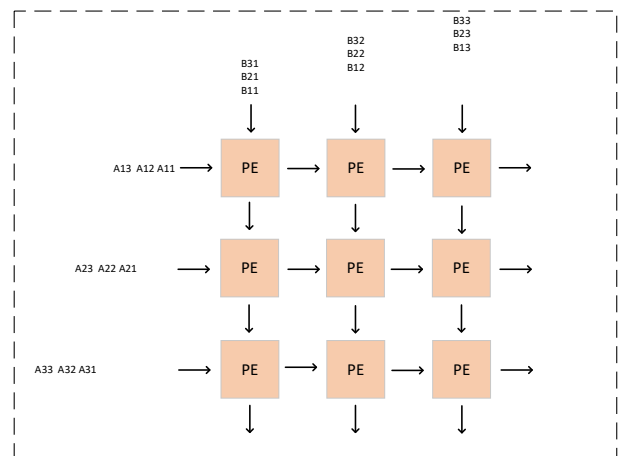 B33
B23
B13
B32
B22
B12
B31
B21
B11
A13 A12 A11
PE
PE
PE
A23 A22 A21
PE
PE
PE
A33 A32 A31
PE
PE
PE